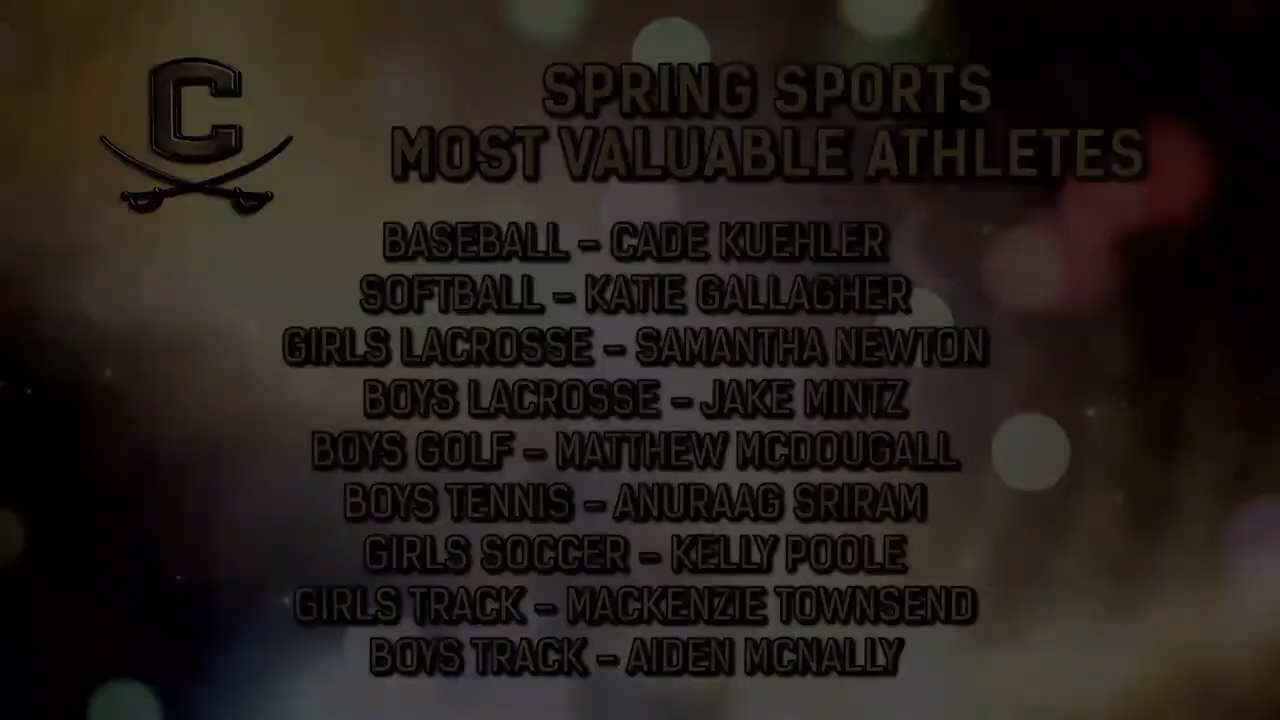 C
SPRING SPORTS
MOST VALUABLE ATHLETES
BASEBALL – CADE KUEHLER
SOFTBALL – KATIE GALLAGHER
GIRLS LACROSSE – SAMANTHA NEWTON
BOYS LACROSSE – JAKE MINTZ
BOYS GOLF – MATTHEW MCDOUGALL
BOYS TENNIS – ANURAAG SRIRAM
GIRLS SOCCER – KELLY POOLE
GIRLS TRACK – MACKENZIE TOWNSEND
BOYS TRACK – AIDEN MCNALLY